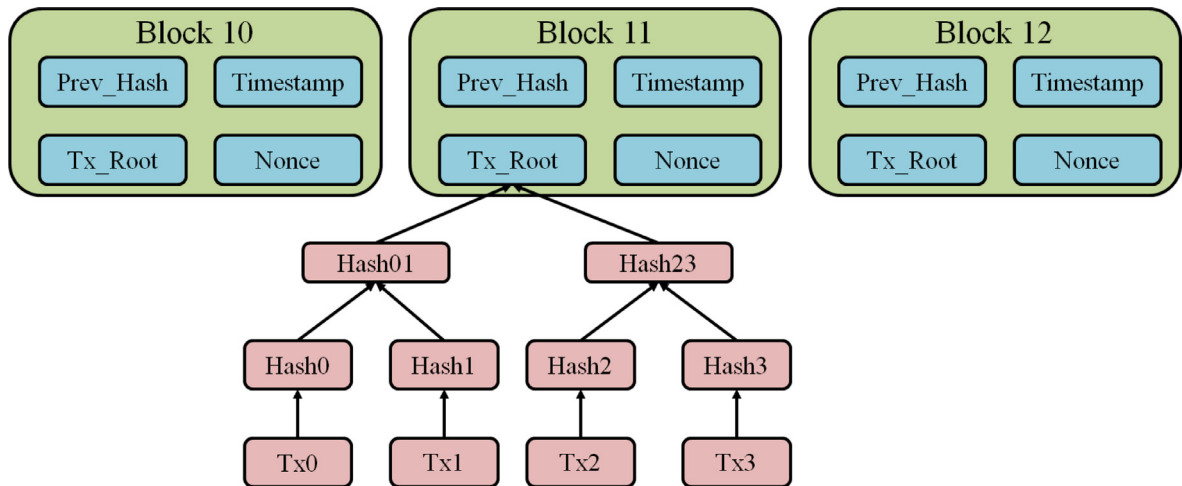 Block 10
Block 11
Block 12
Prev_Hash
Timestamp
Prev_Hash
Timestamp
Prev_Hash
Timestamp
Tx_Root
Nonce
Tx_Root
Nonce
Tx_Root
Nonce
Hash01
Hash23
Hash0
Hash1
Hash2
Hash3
Tx0
Tx1
Tx2
Tx3